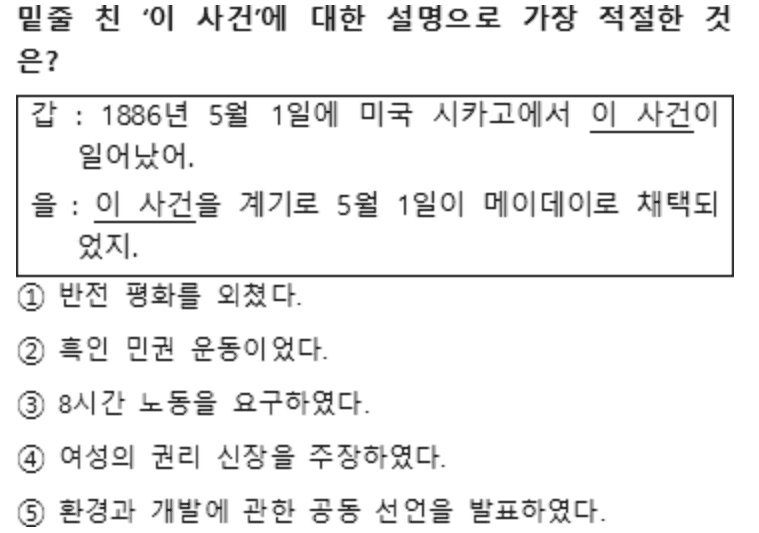 밑줄 친 ‘이 사건’에 대한 설명으로 가장 적절한 것
은?
갑 : 1886년 5월 1일에 미국 시카고에서 이 사건이
일어났어.
을 : 이 사건을 계기로 5월 1일이 메이데이로 채택되
었지.
① 반전 평화를 외쳤다.
② 흑인 민권 운동이었다.
③ 8시간 노동을 요구하였다.
④ 여성의 권리 신장을 주장하였다.
⑤ 환경과 개발에 관한 공동 선언을 발표하였다.